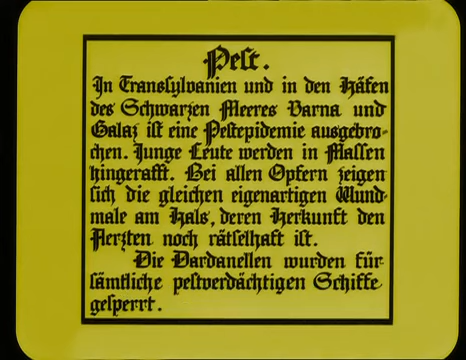 Pest.
In Transsylvanien und in den Häfen
des Schwarzen Meeres Varna und
Galaz ist eine Pestepidemie ausgebro-
chen. Junge Leute werden in Massen
hingerafft. Bei allen Opfern zeigen
sich die gleichen eigenartigen Wund-
male am Hals, deren Herkunft den
Aerzten noch rätselhaft ist.
Die Dardanellen wurden für
sämtliche pestverdächtigen Schiffe
gesperrt.